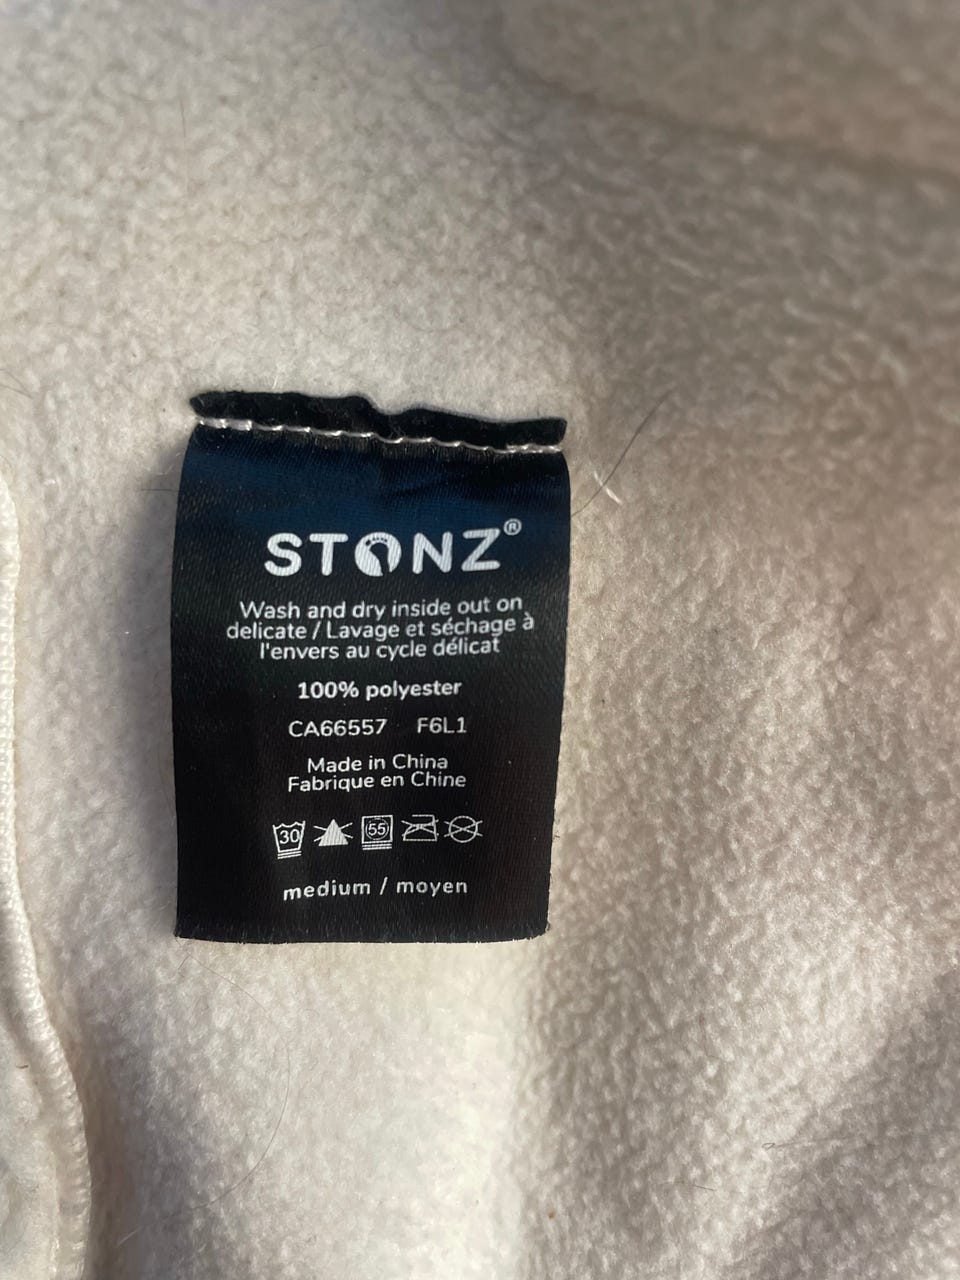 STONZ®
Wash and dry inside out on
delicate / Lavage et séchage à
l'envers au cycle délicat
100% polyester
CA66557 F6L1
Made in China
Fabrique en Chine
30 55
medium / moyen